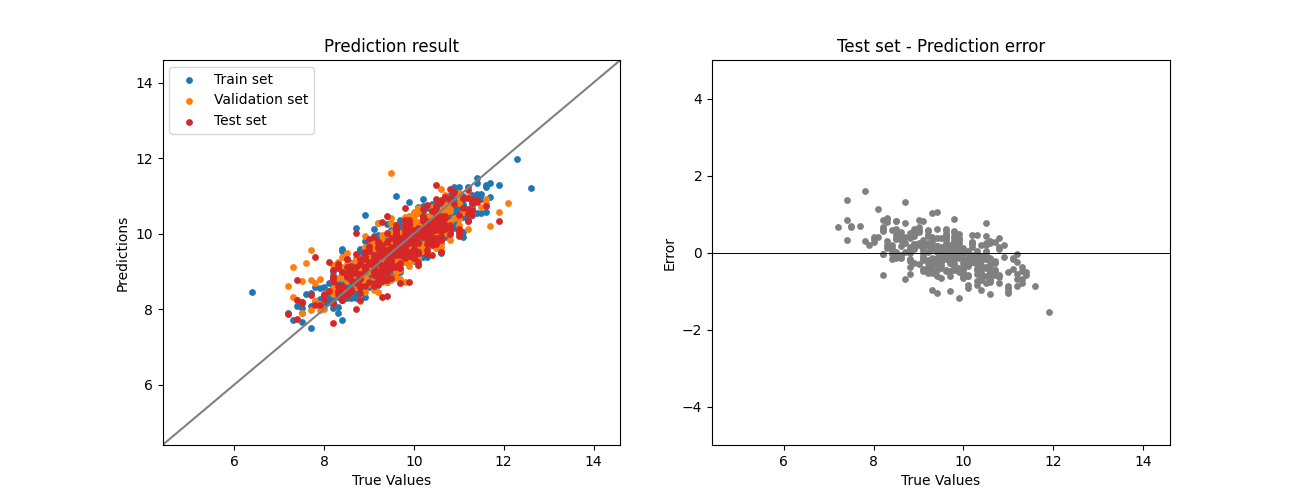 Prediction result
Train set
Validation set
Test set
14
12
10
8
6
Predictions
6 8 10 12 14
True Values
Test set - Prediction error
4
2
0
−2
−4
Error
6 8 10 12 14
True Values